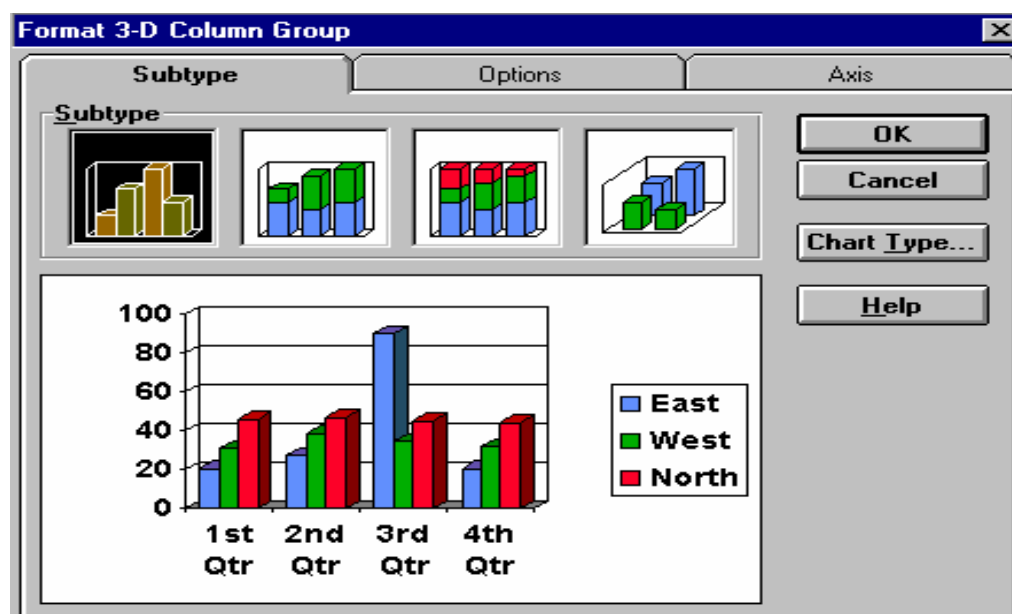 Format 3-D Column Group
Subtype Options Axis
Subtype
OK
Cancel
Chart Type...
Help
100
80
60
40
20
0
1st 2nd 3rd 4th
Qtr Qtr Qtr Qtr
East
West
North